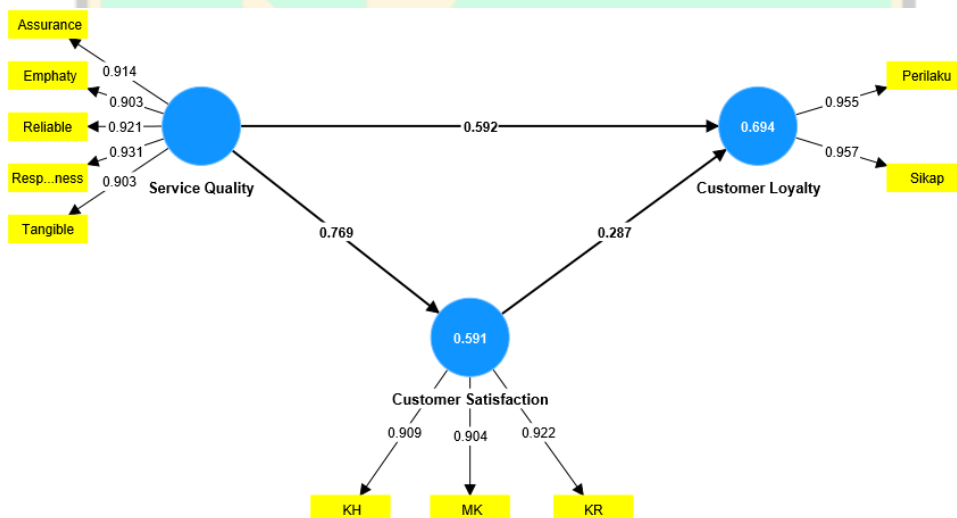 Assurance
0.914
Emphaty
0.903
Reliable
0.921
0.931
Resp...ness
0.903
Tangible
Service Quality
0.592
0.694
Customer Loyalty
Perilaku
0.955
0.957
Sikap
0.769
0.287
0.591
Customer Satisfaction
0.909
0.904
0.922
KH
MK
KR